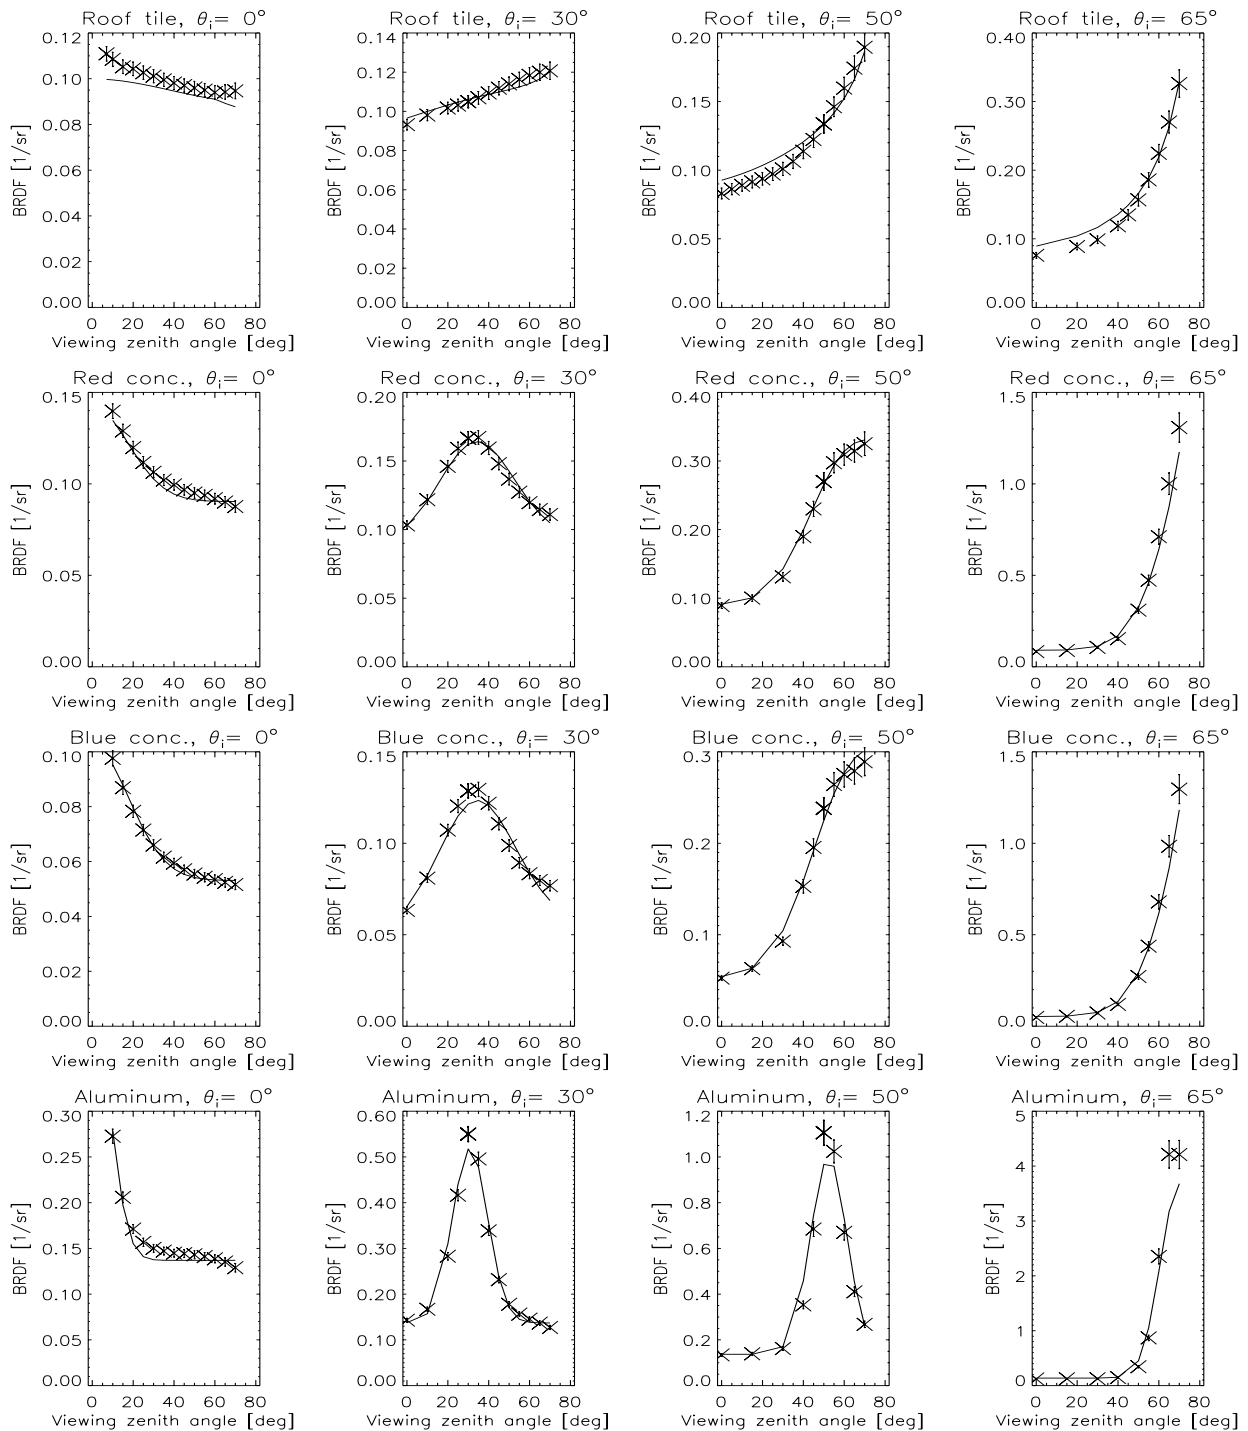 Roof tile, θi= 0° Roof tile, θi= 30° Roof tile, θi= 50° Roof tile, θi= 65°
0.12 0.14 0.20 0.40
0.12
0.10
0.10 0.15 0.30
0.08
0.08
0.06 0.10 0.20
0.06
0.04
0.04 0.05 0.10
0.02
0.02
0.00 0.00 0.00 0.00
BRDF [1/sr] BRDF [1/sr] BRDF [1/sr] BRDF [1/sr]
0 20 40 60 80 0 20 40 60 80 0 20 40 60 80 0 20 40 60 80
Viewing zenith angle [deg] Viewing zenith angle [deg] Viewing zenith angle [deg] Viewing zenith angle [deg]
Red conc., θi= 0° Red conc., θi= 30° Red conc., θi= 50° Red conc., θi= 65°
0.15 0.20 0.40 1.5
0.15 0.30
0.10 1.0
0.10 0.20
0.05 0.5
0.05 0.10
0.00 0.00 0.00 0.0
BRDF [1/sr] BRDF [1/sr] BRDF [1/sr] BRDF [1/sr]
0 20 40 60 80 0 20 40 60 80 0 20 40 60 80 0 20 40 60 80
Viewing zenith angle [deg] Viewing zenith angle [deg] Viewing zenith angle [deg] Viewing zenith angle [deg]
Blue conc., θi= 0° Blue conc., θi= 30° Blue conc., θi= 50° Blue conc., θi= 65°
0.10 0.15 0.3 1.5
0.08
0.10 0.2 1.0
0.06
0.04
0.05 0.1 0.5
0.02
0.00 0.00 0.0 0.0
BRDF [1/sr] BRDF [1/sr] BRDF [1/sr] BRDF [1/sr]
0 20 40 60 80 0 20 40 60 80 0 20 40 60 80 0 20 40 60 80
Viewing zenith angle [deg] Viewing zenith angle [deg] Viewing zenith angle [deg] Viewing zenith angle [deg]
Aluminum, θi= 0° Aluminum, θi= 30° Aluminum, θi= 50° Aluminum, θi= 65°
0.30 0.60 1.2 5
0.25 0.50 1.0
4
0.20 0.40 0.8
3
0.15 0.30 0.6
2
0.10 0.20 0.4
1
0.05 0.10 0.2
0.00 0.00 0.0 0
BRDF [1/sr] BRDF [1/sr] BRDF [1/sr] BRDF [1/sr]
0 20 40 60 80 0 20 40 60 80 0 20 40 60 80 0 20 40 60 80
Viewing zenith angle [deg] Viewing zenith angle [deg] Viewing zenith angle [deg] Viewing zenith angle [deg]